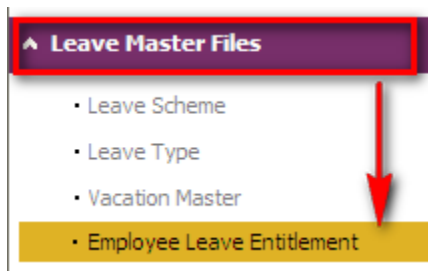 Leave Master Files
Leave Scheme
Leave Type
Vacation Master
Employee Leave Entitlement